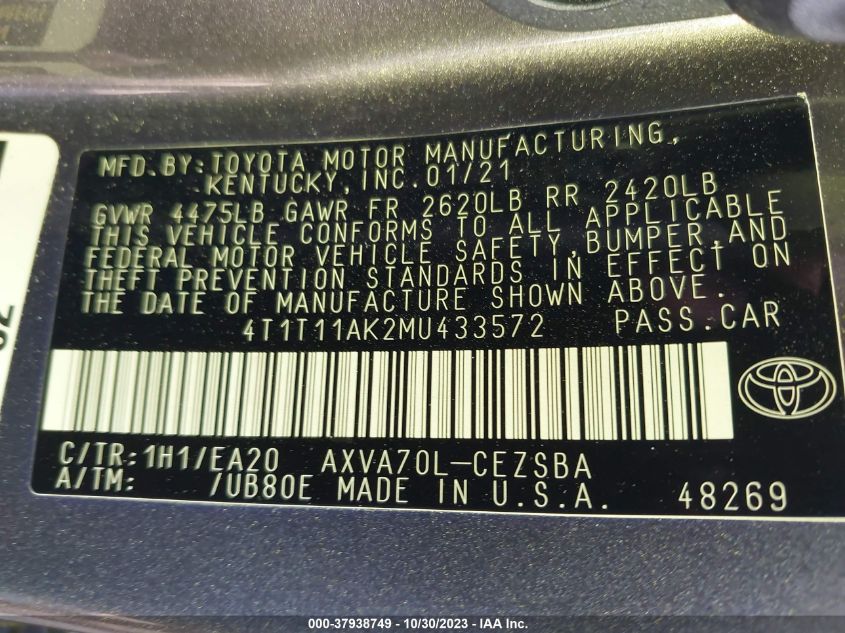 MFD. BY: TOYOTA MOTOR MANUFACTURING,
KENTUCKY, INC. 01/21
GVWR 4475LB GAWR FR 2620LB RR 2420LB
THIS VEHICLE CONFORMS TO ALL APPLICABLE
FEDERAL MOTOR VEHICLE SAFETY, BUMPER, AND
THEFT PREVENTION STANDARDS IN EFFECT ON
THE DATE OF MANUFACTURE SHOWN ABOVE.
4T1T11AK2MU433572 PASS. CAR
C/TR: 1H1/EA20 AXVA70L-CEZSBA
A/TM: /UB80E MADE IN U.S.A. 48269
000-37938749 - 10/30/2023 - IAA Inc.